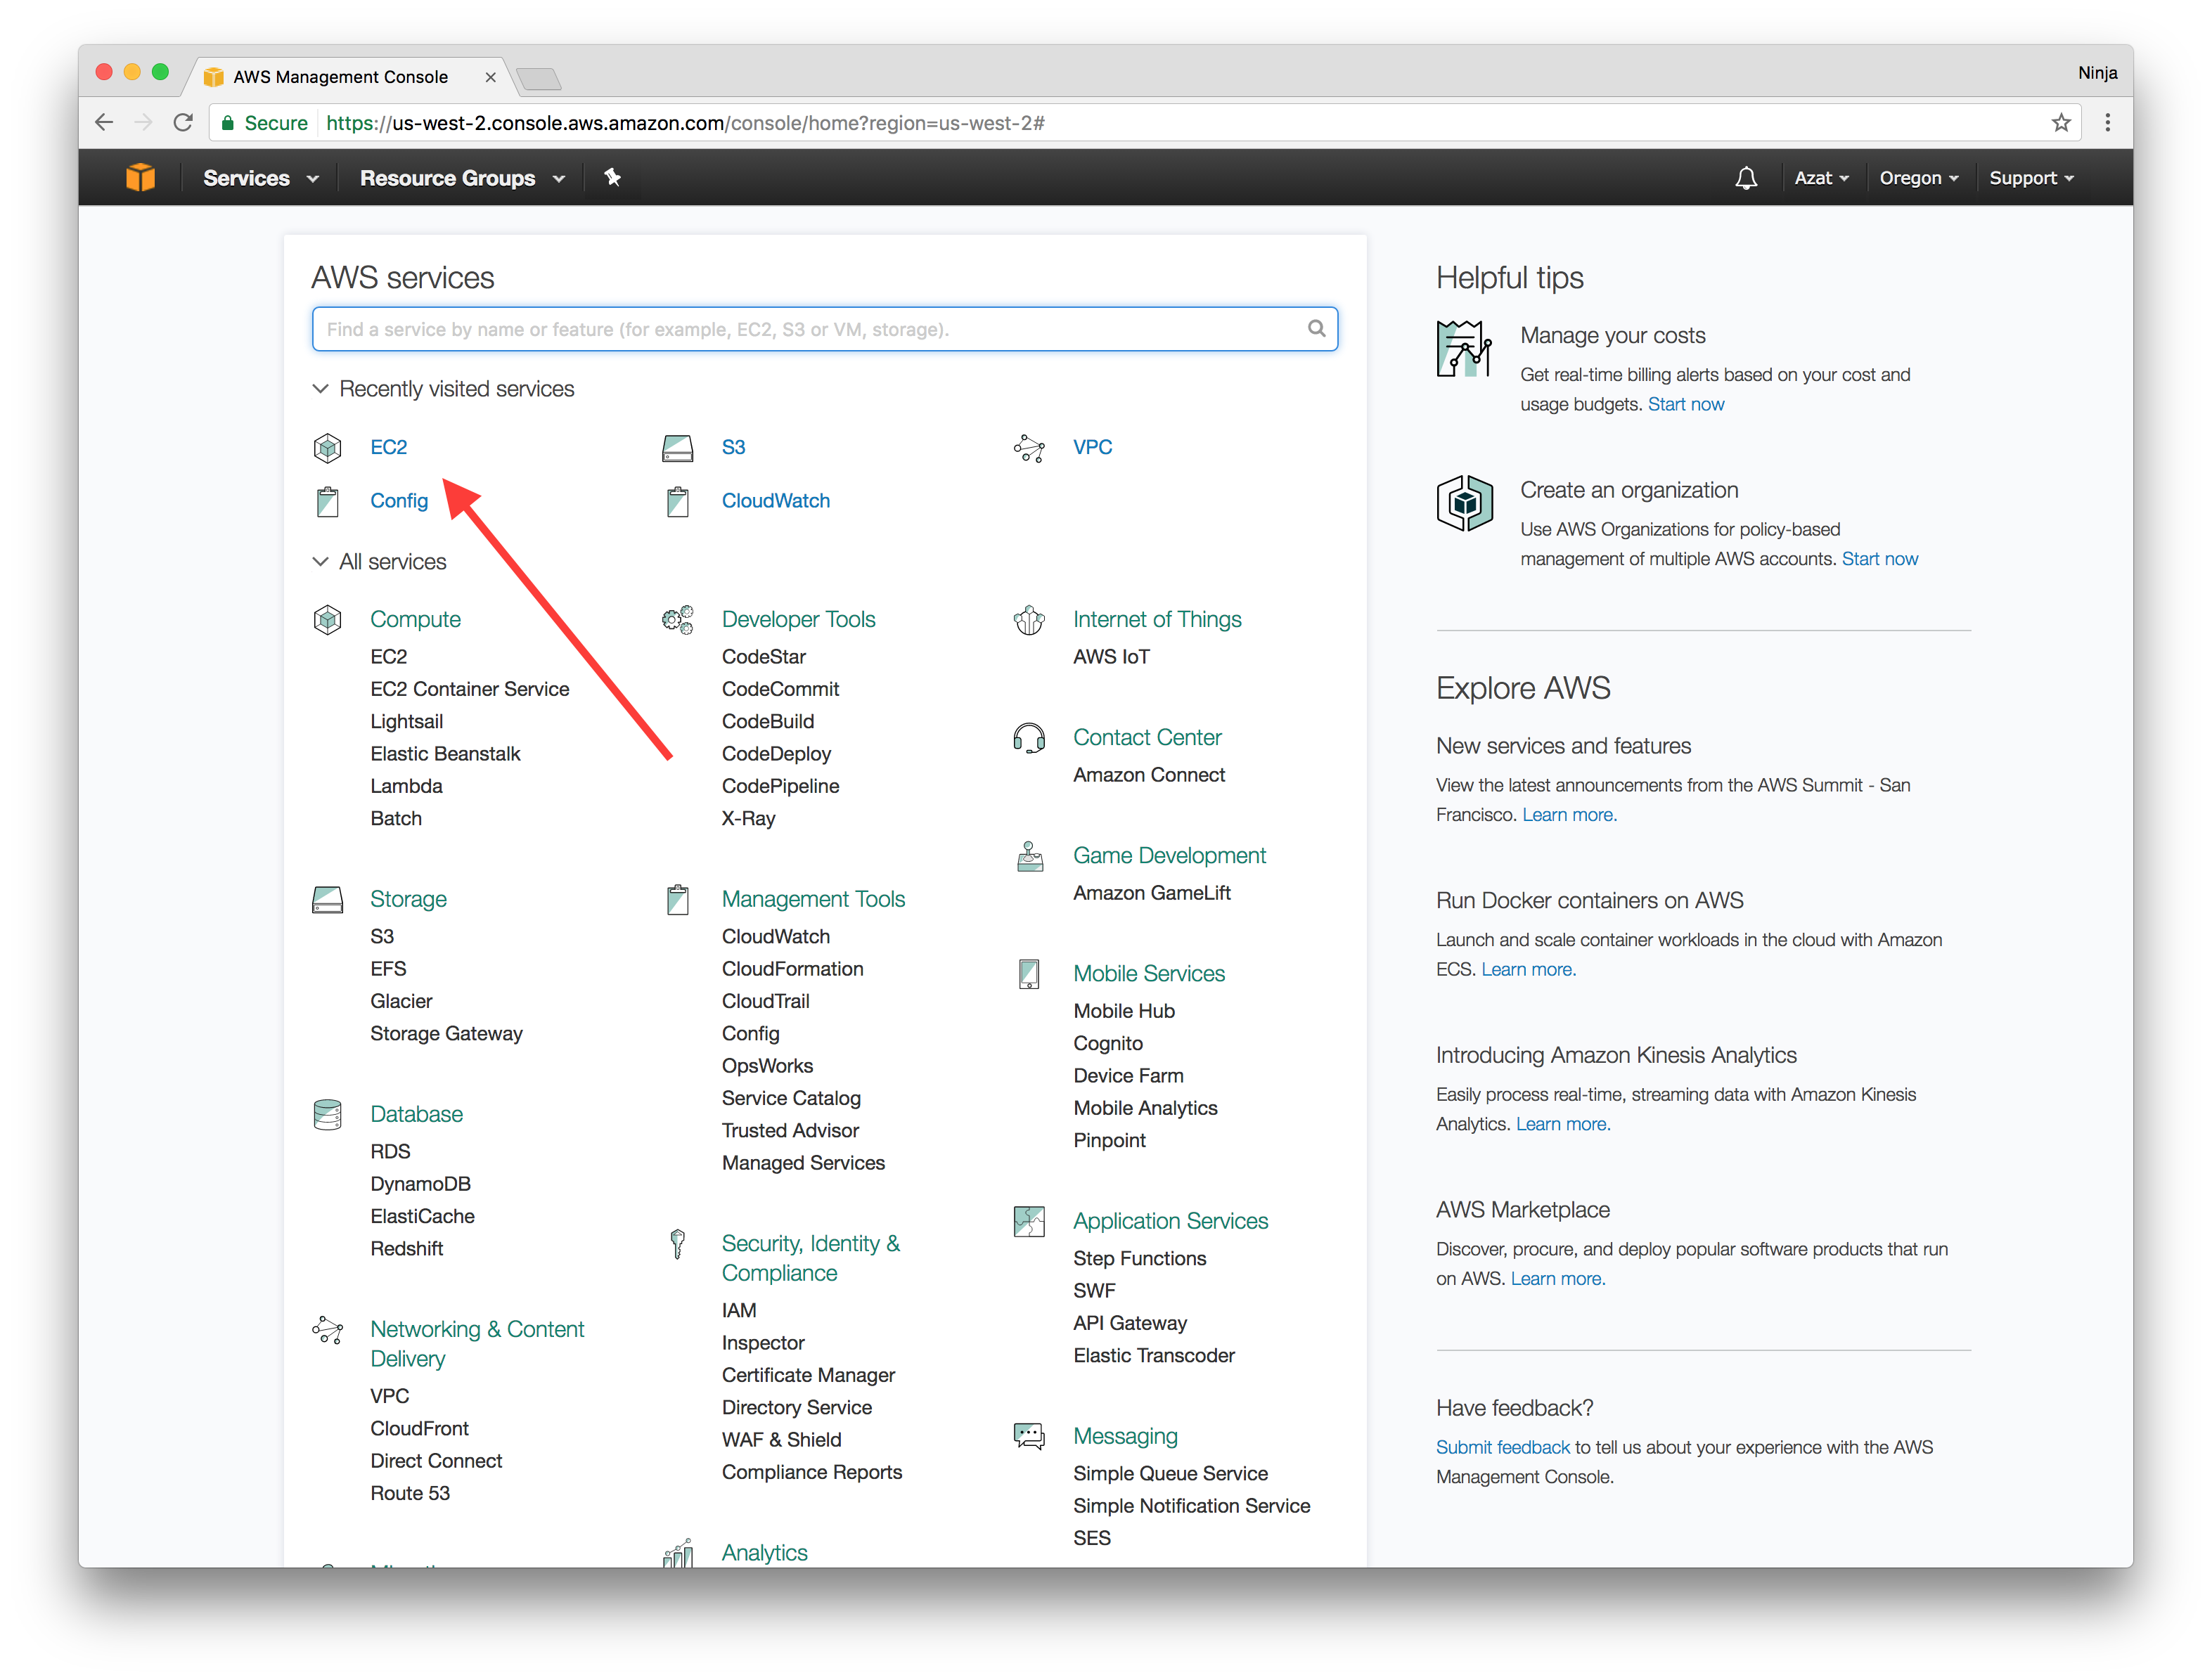 AWS Management Console
Ninja
Secure https://us-west-2.console.aws.amazon.com/console/home?region=us-west-2#
Services
Resource Groups
Azat
Oregon
Support
AWS services
Find a service by name or feature (for example, EC2, S3 or VM, storage).
Recently visited services
EC2
S3
VPC
Config
CloudWatch
All services
Compute
EC2
EC2 Container Service
Lightsail
Elastic Beanstalk
Lambda
Batch
Storage
S3
EFS
Glacier
Storage Gateway
Database
RDS
DynamoDB
ElastiCache
Redshift
Networking & Content
Delivery
VPC
CloudFront
Direct Connect
Route 53
Developer Tools
CodeStar
CodeCommit
CodeBuild
CodeDeploy
CodePipeline
X-Ray
Management Tools
CloudWatch
CloudFormation
CloudTrail
Config
OpsWorks
Service Catalog
Trusted Advisor
Managed Services
Security, Identity &
Compliance
IAM
Inspector
Certificate Manager
Directory Service
WAF & Shield
Compliance Reports
Analytics
Internet of Things
AWS IoT
Contact Center
Amazon Connect
Game Development
Amazon GameLift
Mobile Services
Mobile Hub
Cognito
Device Farm
Mobile Analytics
Pinpoint
Application Services
Step Functions
SWF
API Gateway
Elastic Transcoder
Messaging
Simple Queue Service
Simple Notification Service
SES
Helpful tips
Manage your costs
Get real-time billing alerts based on your cost and
usage budgets. Start now
Create an organization
Use AWS Organizations for policy-based
management of multiple AWS accounts. Start now
Explore AWS
New services and features
View the latest announcements from the AWS Summit - San
Francisco. Learn more.
Run Docker containers on AWS
Launch and scale container workloads in the cloud with Amazon
ECS. Learn more.
Introducing Amazon Kinesis Analytics
Easily process real-time, streaming data with Amazon Kinesis
Analytics. Learn more.
AWS Marketplace
Discover, procure, and deploy popular software products that run
on AWS. Learn more.
Have feedback?
Submit feedback to tell us about your experience with the AWS
Management Console.